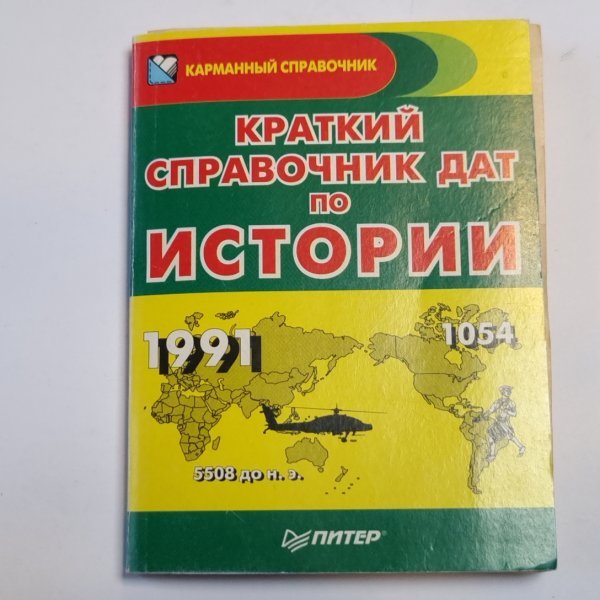 КАРМАННЫЙ СПРАВОЧНИК
КРАТКИЙ
СПРАВОЧНИК ДАТ
ПО
ИСТОРИИ
1991
1054
5508 до н. э.
ПИТЕР